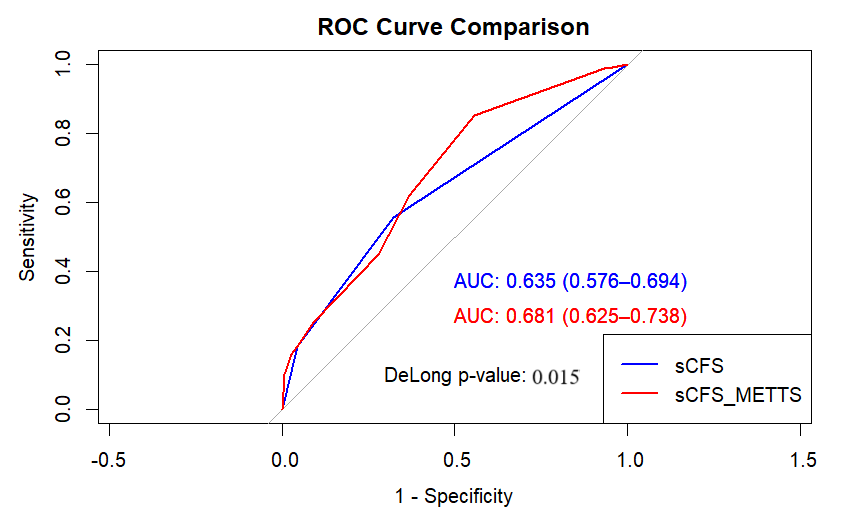 ROC Curve Comparison
Sensitivity
1.0
0.8
0.6
0.4
0.2
0.0
AUC: 0.635 (0.576–0.694)
AUC: 0.681 (0.625–0.738)
DeLong p-value: 0.015
sCFS
sCFS_METTS
-0.5 0.0 0.5 1.0 1.5
1 - Specificity